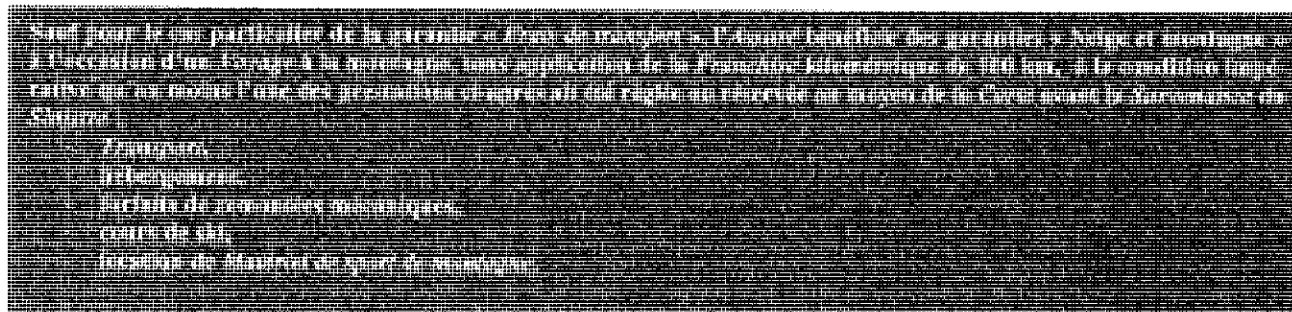 Sauf pour le cas particulier de la garantie « Frais de transport », l'Assuré bénéficie des garanties « Neige et montagne »
à l'occasion d'un Voyage à la montagne sans application de la Franchise kilométrique de 100 km, à la condition impé-
rative qu'au moins l'une des prestations ci-après ait été réglée ou réservée au moyen de la Carte avant la Survenance du
Sinistre :
Transport,
hébergement,
forfaits de remontées mécaniques,
cours de ski,
location de Matériel de sport de montagne.